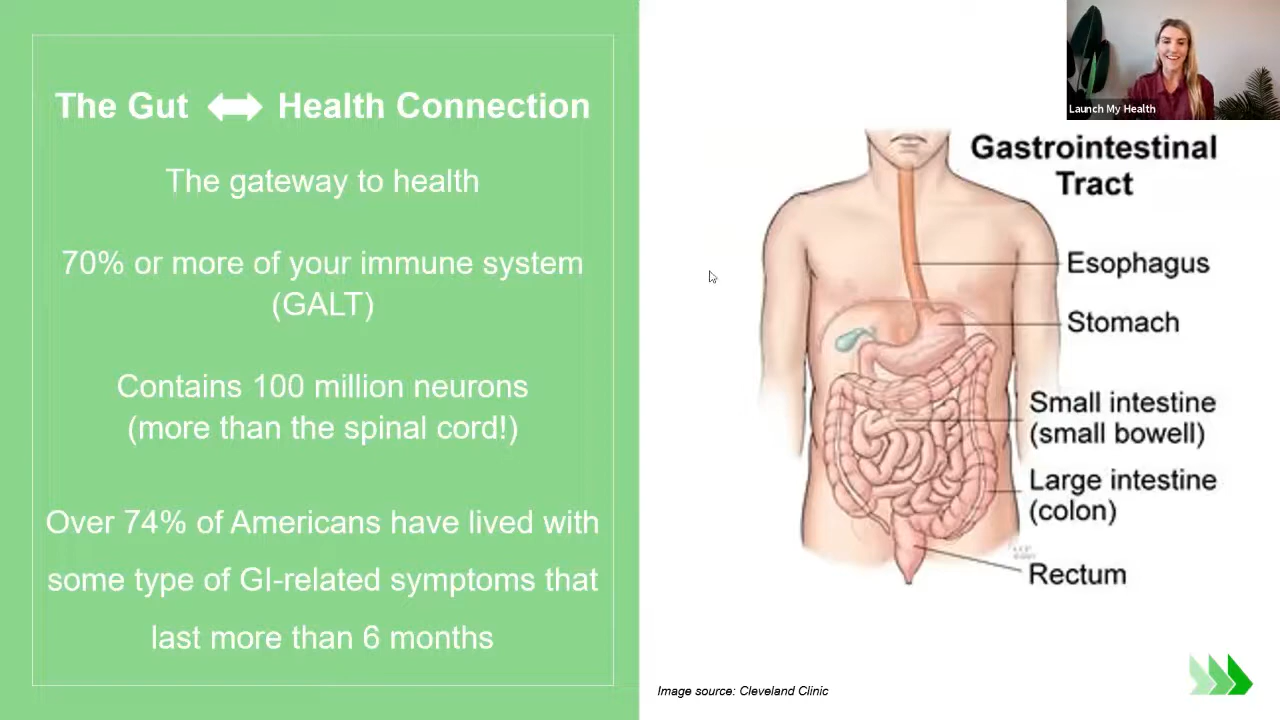 The Gut ⬌ Health Connection
The gateway to health
70% or more of your immune system
(GALT)
Contains 100 million neurons
(more than the spinal cord!)
Over 74% of Americans have lived with
some type of GI-related symptoms that
last more than 6 months
Launch My Health
Gastrointestinal
Tract
Esophagus
Stomach
Small intestine
(small bowell)
Large intestine
(colon)
Rectum
Image source: Cleveland Clinic